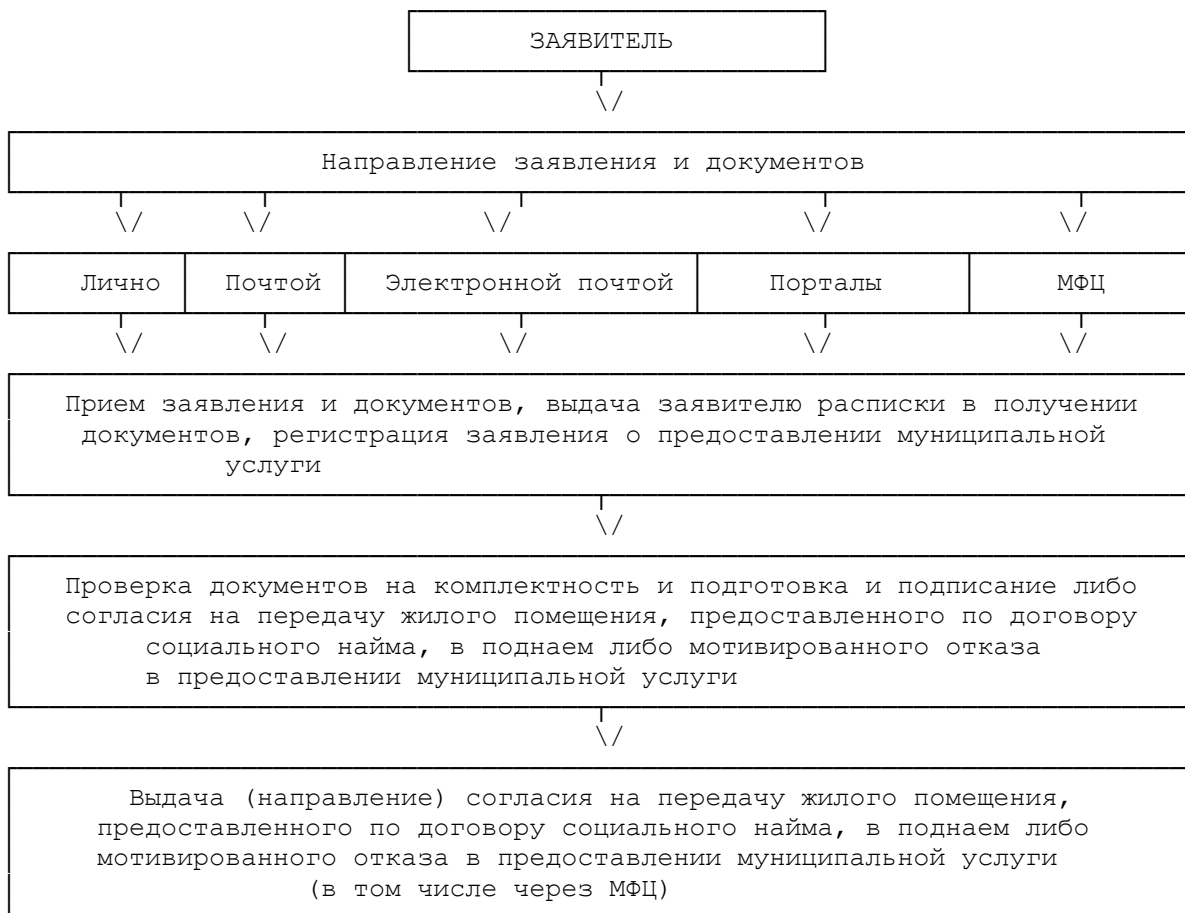 ЗАЯВИТЕЛЬ
\/
Направление заявления и документов
\/ \/ \/ \/ \/
Лично Почтой Электронной почтой Порталы МФЦ
\/ \/ \/ \/ \/
Прием заявления и документов, выдача заявителю расписки в получении
документов, регистрация заявления о предоставлении муниципальной
услуги
\/
Проверка документов на комплектность и подготовка и подписание либо
согласия на передачу жилого помещения, предоставленного по договору
социального найма, в поднаем либо мотивированного отказа
в предоставлении муниципальной услуги
\/
Выдача (направление) согласия на передачу жилого помещения,
предоставленного по договору социального найма, в поднаем либо
мотивированного отказа в предоставлении муниципальной услуги
(в том числе через МФЦ)